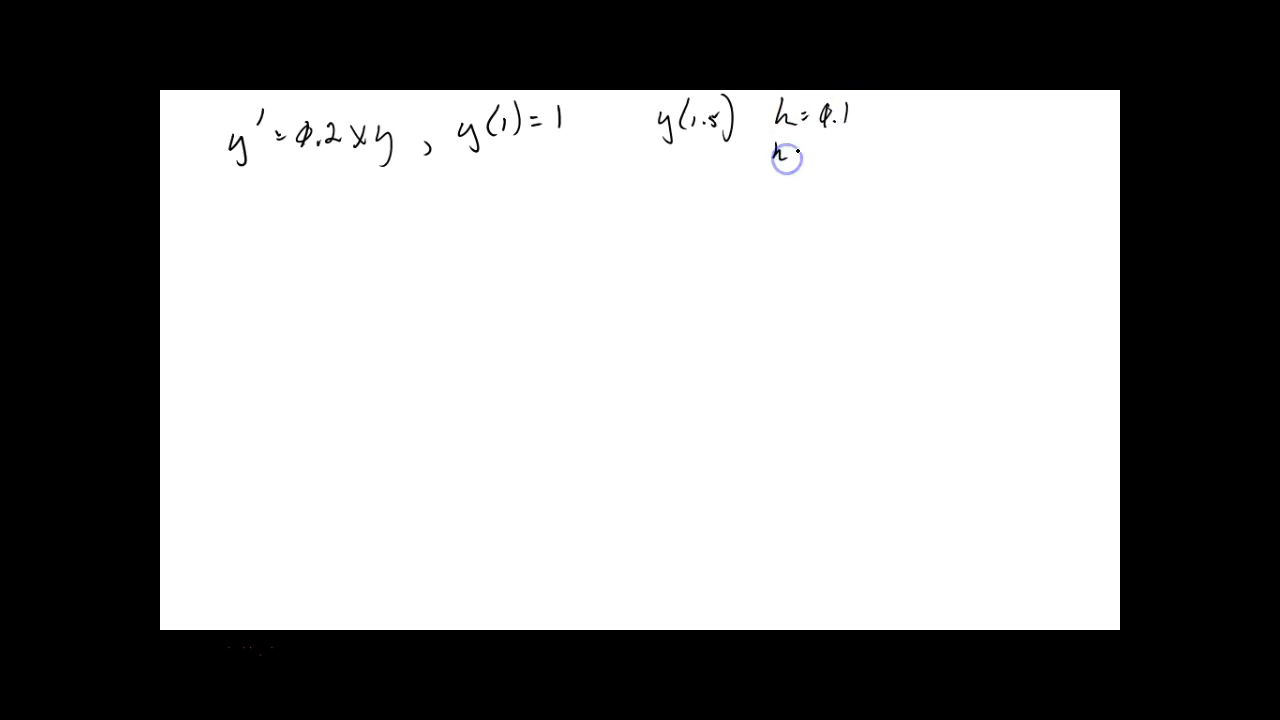 y' = 0.2xy , y(1) = 1 y(1.5) h = 0.1
h